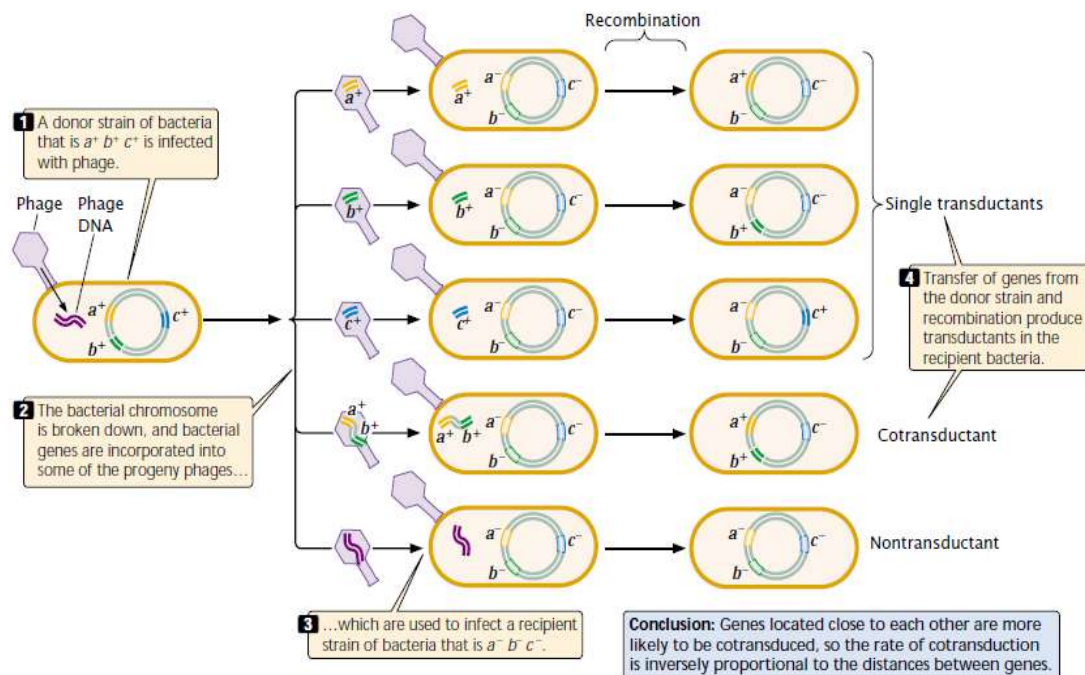 Recombination
1 A donor strain of bacteria
that is a⁺ b⁺ c⁺ is infected
with phage.
Phage Phage
DNA
a⁺
b⁺
c⁺
2 The bacterial chromosome
is broken down, and bacterial
genes are incorporated into
some of the progeny phages…
a⁺ a⁺ a⁻ b⁻ c⁻ a⁺ b⁻ c⁻
b⁺ b⁺ a⁻ b⁻ c⁻ a⁻ b⁺ c⁻
c⁺ c⁺ a⁻ b⁻ c⁻ a⁻ b⁻ c⁺
Single transductants
4 Transfer of genes from
the donor strain and
recombination produce
transductants in the
recipient bacteria.
a⁺ b⁺ a⁺ b⁺ a⁻ b⁻ c⁻ a⁺ b⁺ c⁻
Cotransductant
a⁻ b⁻ c⁻ a⁻ b⁻ c⁻
Nontransductant
3 …which are used to infect a recipient
strain of bacteria that is a⁻ b⁻ c⁻.
Conclusion: Genes located close to each other are more
likely to be cotransduced, so the rate of cotransduction
is inversely proportional to the distances between genes.